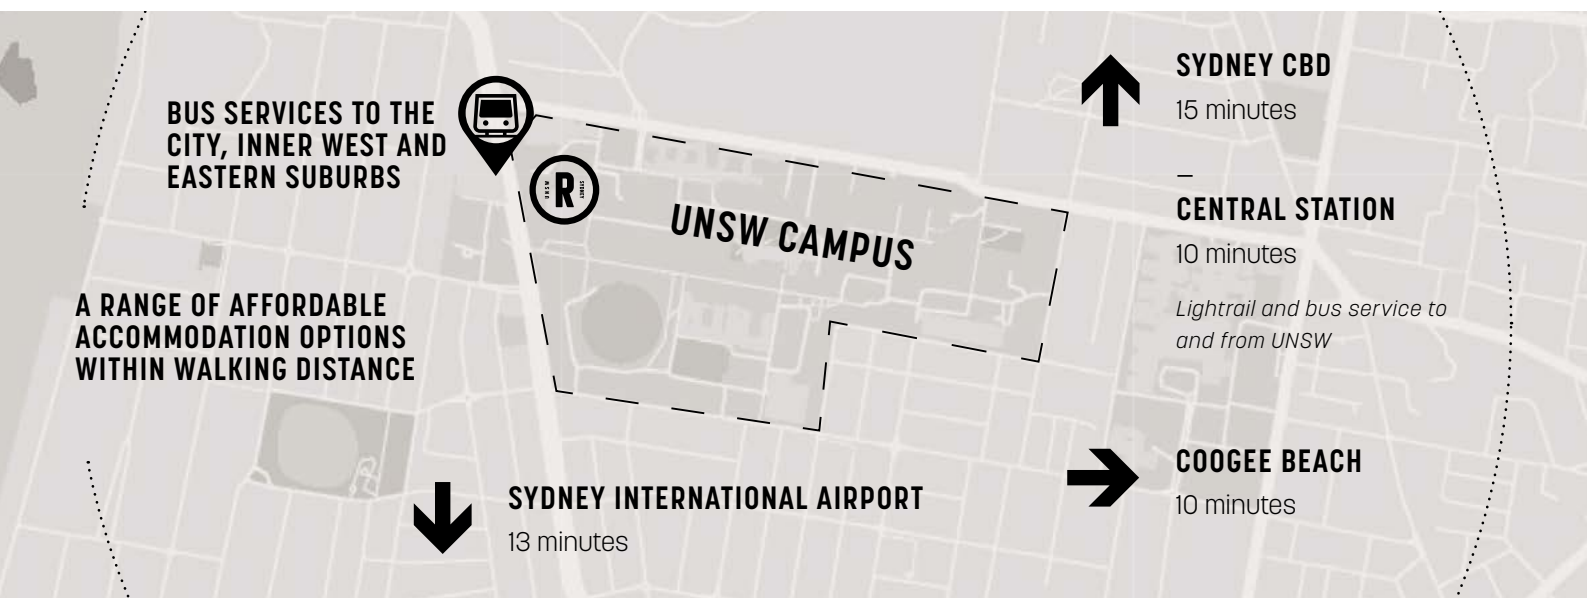 BUS SERVICES TO THE
CITY, INNER WEST AND
EASTERN SUBURBS
R
SYDNEY
UNSW CAMPUS
A RANGE OF AFFORDABLE
ACCOMMODATION OPTIONS
WITHIN WALKING DISTANCE
SYDNEY INTERNATIONAL AIRPORT
13 minutes
SYDNEY CBD
15 minutes
–
CENTRAL STATION
10 minutes
Lightrail and bus service to
and from UNSW
COOGEE BEACH
10 minutes